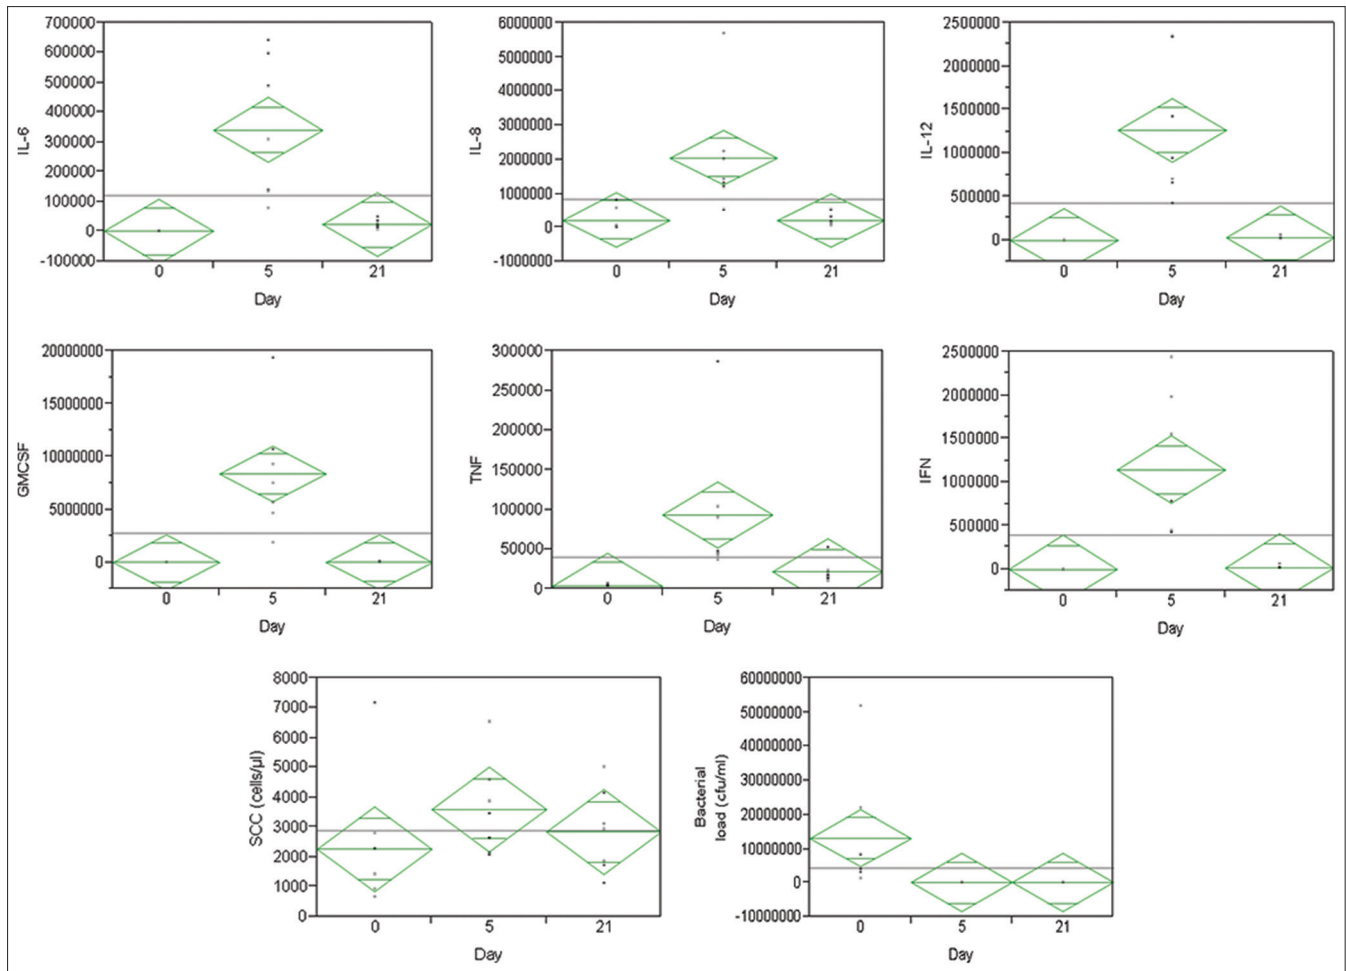 700000
600000
500000
400000
300000
200000
100000
0
-100000
IL-6
0 5 21
Day
6000000
5000000
4000000
3000000
2000000
1000000
0
-1000000
IL-8
0 5 21
Day
2500000
2000000
1500000
1000000
500000
0
IL-12
0 5 21
Day
20000000
15000000
10000000
5000000
0
GMCSF
0 5 21
Day
300000
250000
200000
150000
100000
50000
0
TNF
0 5 21
Day
2500000
2000000
1500000
1000000
500000
0
IFN
0 5 21
Day
8000
7000
6000
5000
4000
3000
2000
1000
0
SCC (cells/µl)
0 5 21
Day
60000000
50000000
40000000
30000000
20000000
10000000
0
-10000000
Bacterial
load (cfu/ml)
0 5 21
Day